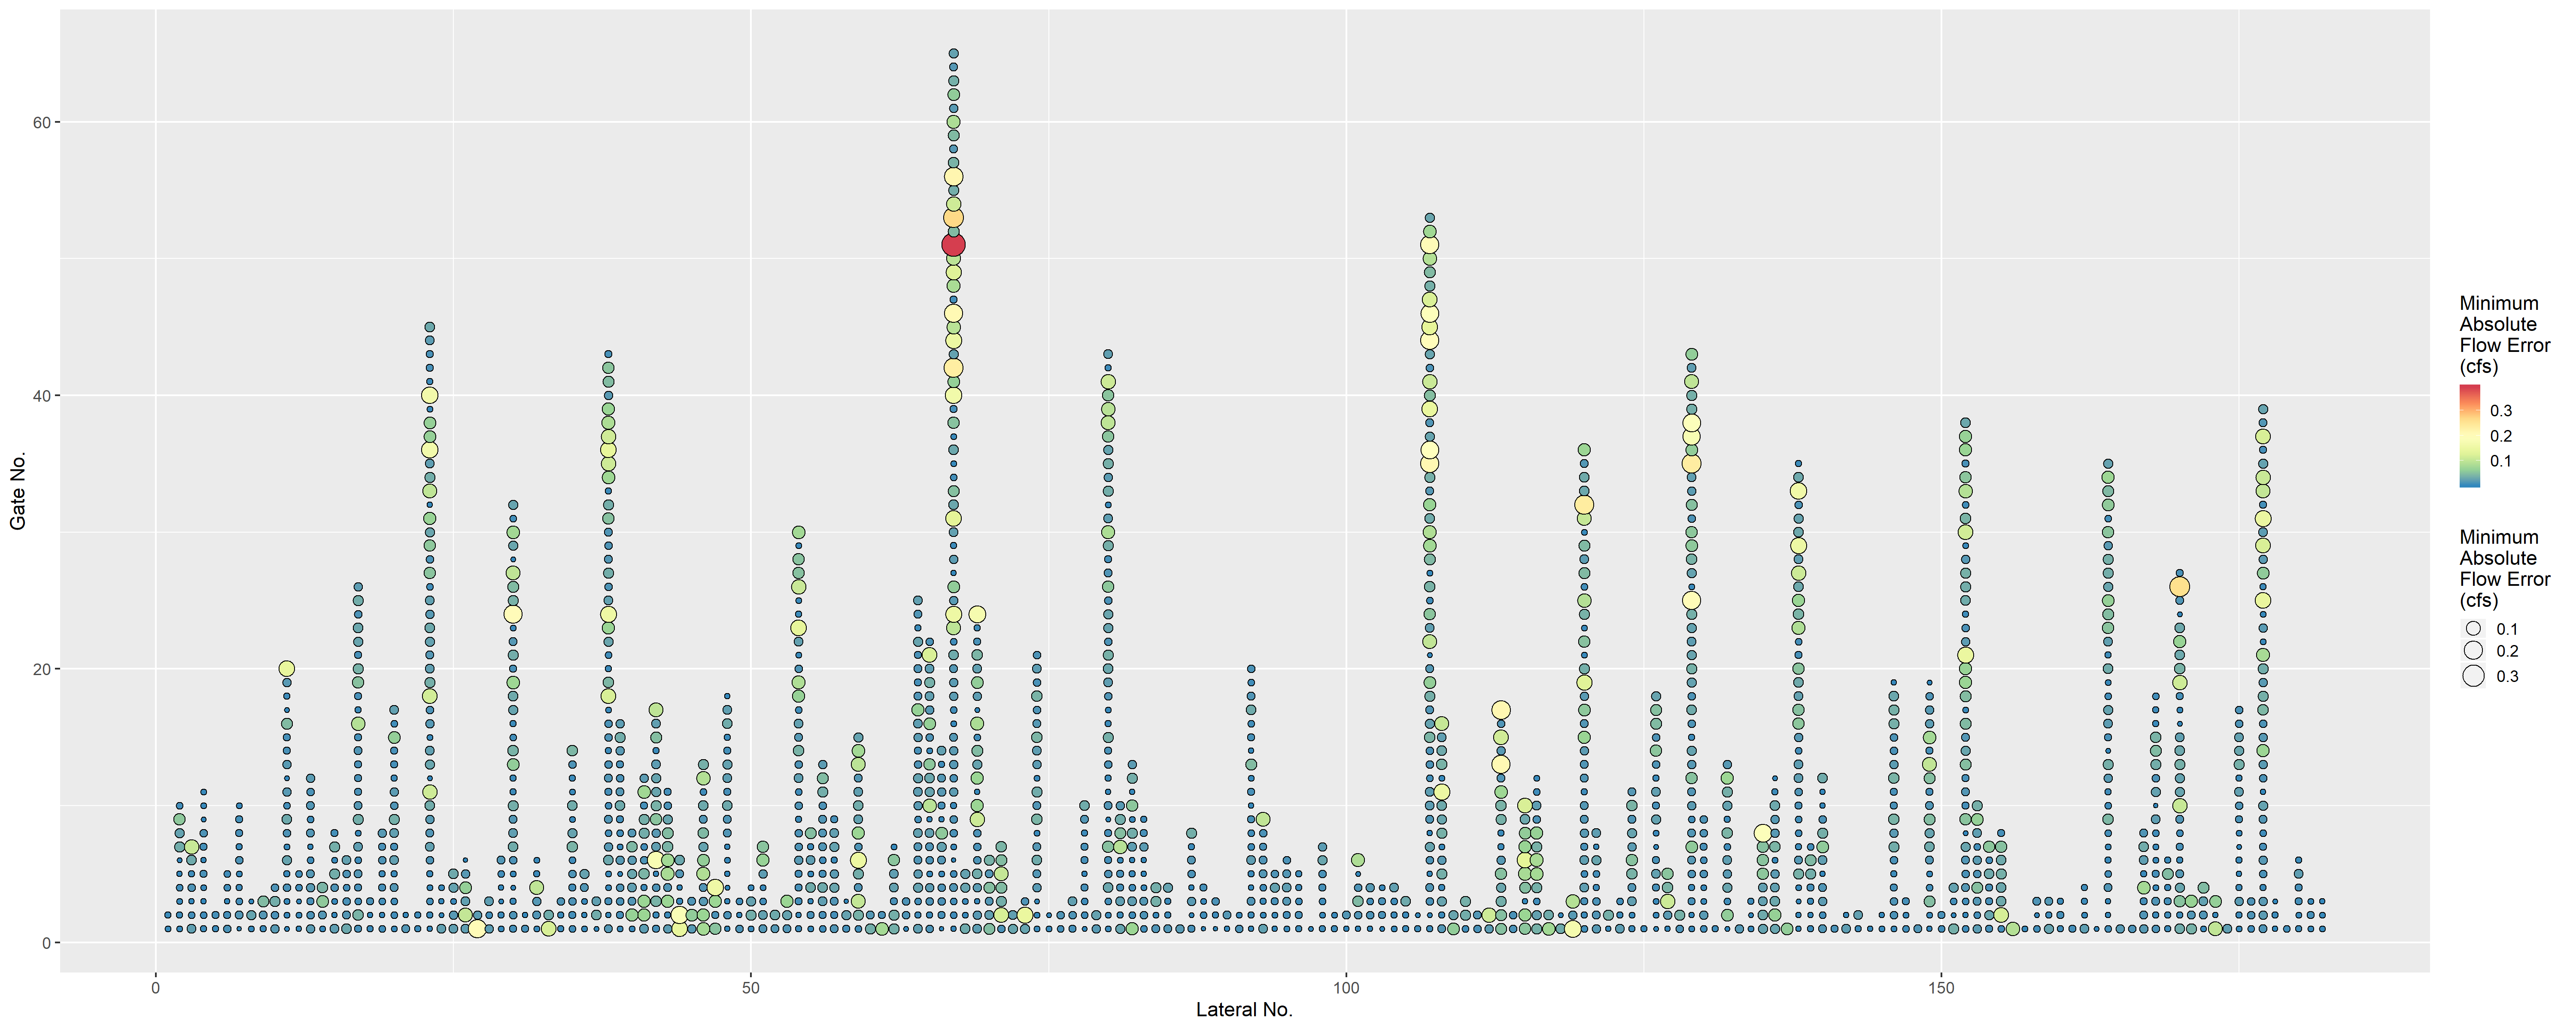 60
40
20
0
Gate No.
0
50
100
150
Lateral No.
Minimum
Absolute
Flow Error
(cfs)
0.3
0.2
0.1
Minimum
Absolute
Flow Error
(cfs)
0.1
0.2
0.3